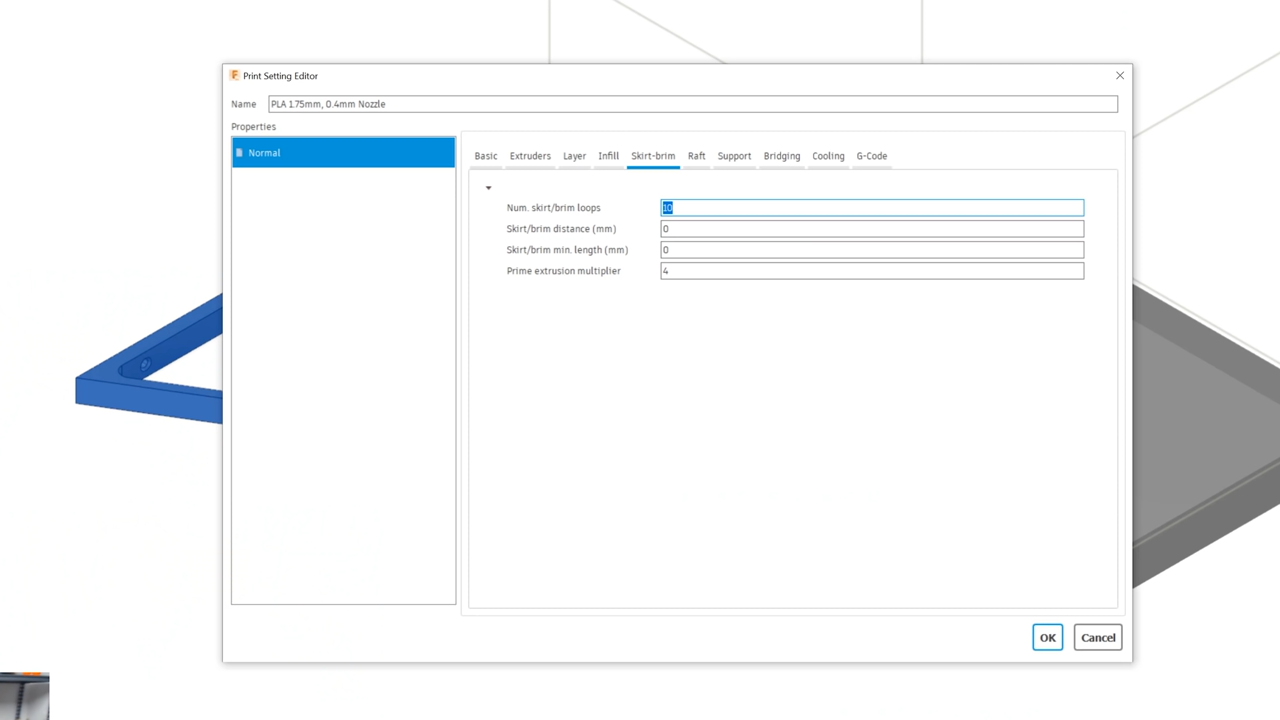 F Print Setting Editor
Name PLA 1.75mm, 0.4mm Nozzle
Properties
Normal
Basic Extruders Layer Infill Skirt-brim Raft Support Bridging Cooling G-Code
Num. skirt/brim loops 10
Skirt/brim distance (mm) 0
Skirt/brim min. length (mm) 0
Prime extrusion multiplier 4
OK Cancel